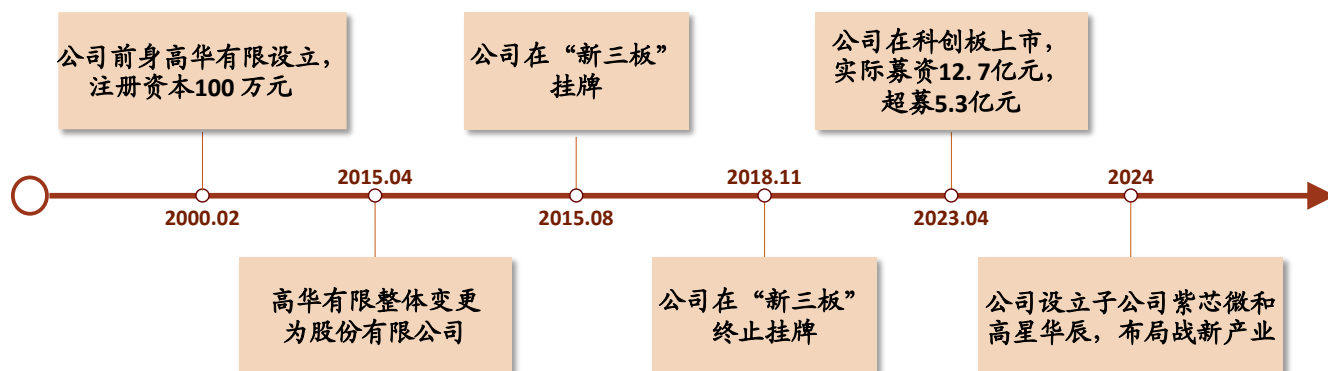 公司前身高华有限设立，
注册资本100 万元
2000.02
2015.04
高华有限整体变更
为股份有限公司
公司在“新三板”
挂牌
2015.08
2018.11
公司在“新三板”
终止挂牌
公司在科创板上市，
实际募资12.7亿元，
超募5.3亿元
2023.04
2024
公司设立子公司紫芯微和
高星华辰，布局战新产业